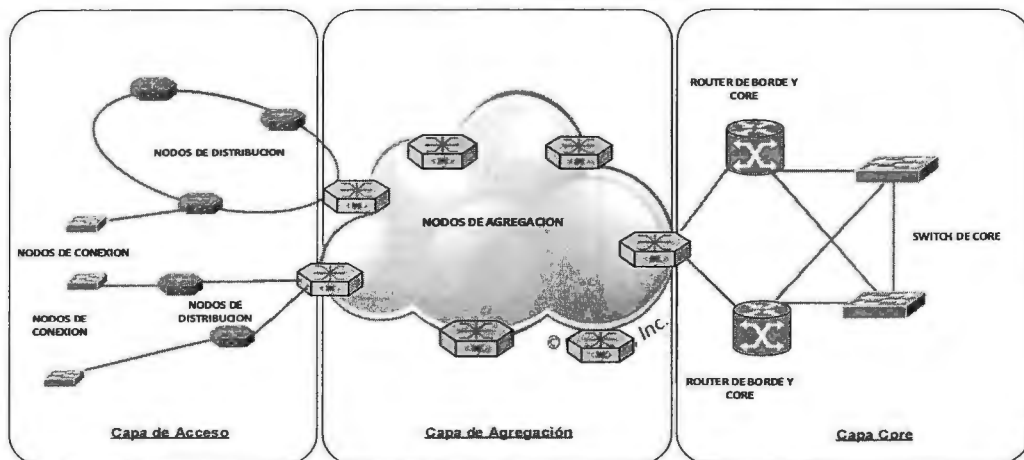 NODOS DE DISTRIBUCION
NODOS DE CONEXION
NODOS DE
CONEXION
NODOS DE
DISTRIBUCION
Capa de Acceso
NODOS DE AGREGACION
© Inc.
Capa de Agregación
ROUTER DE BORDE Y
CORE
SWITCH DE CORE
ROUTER DE BORDE Y
CORE
Capa Core